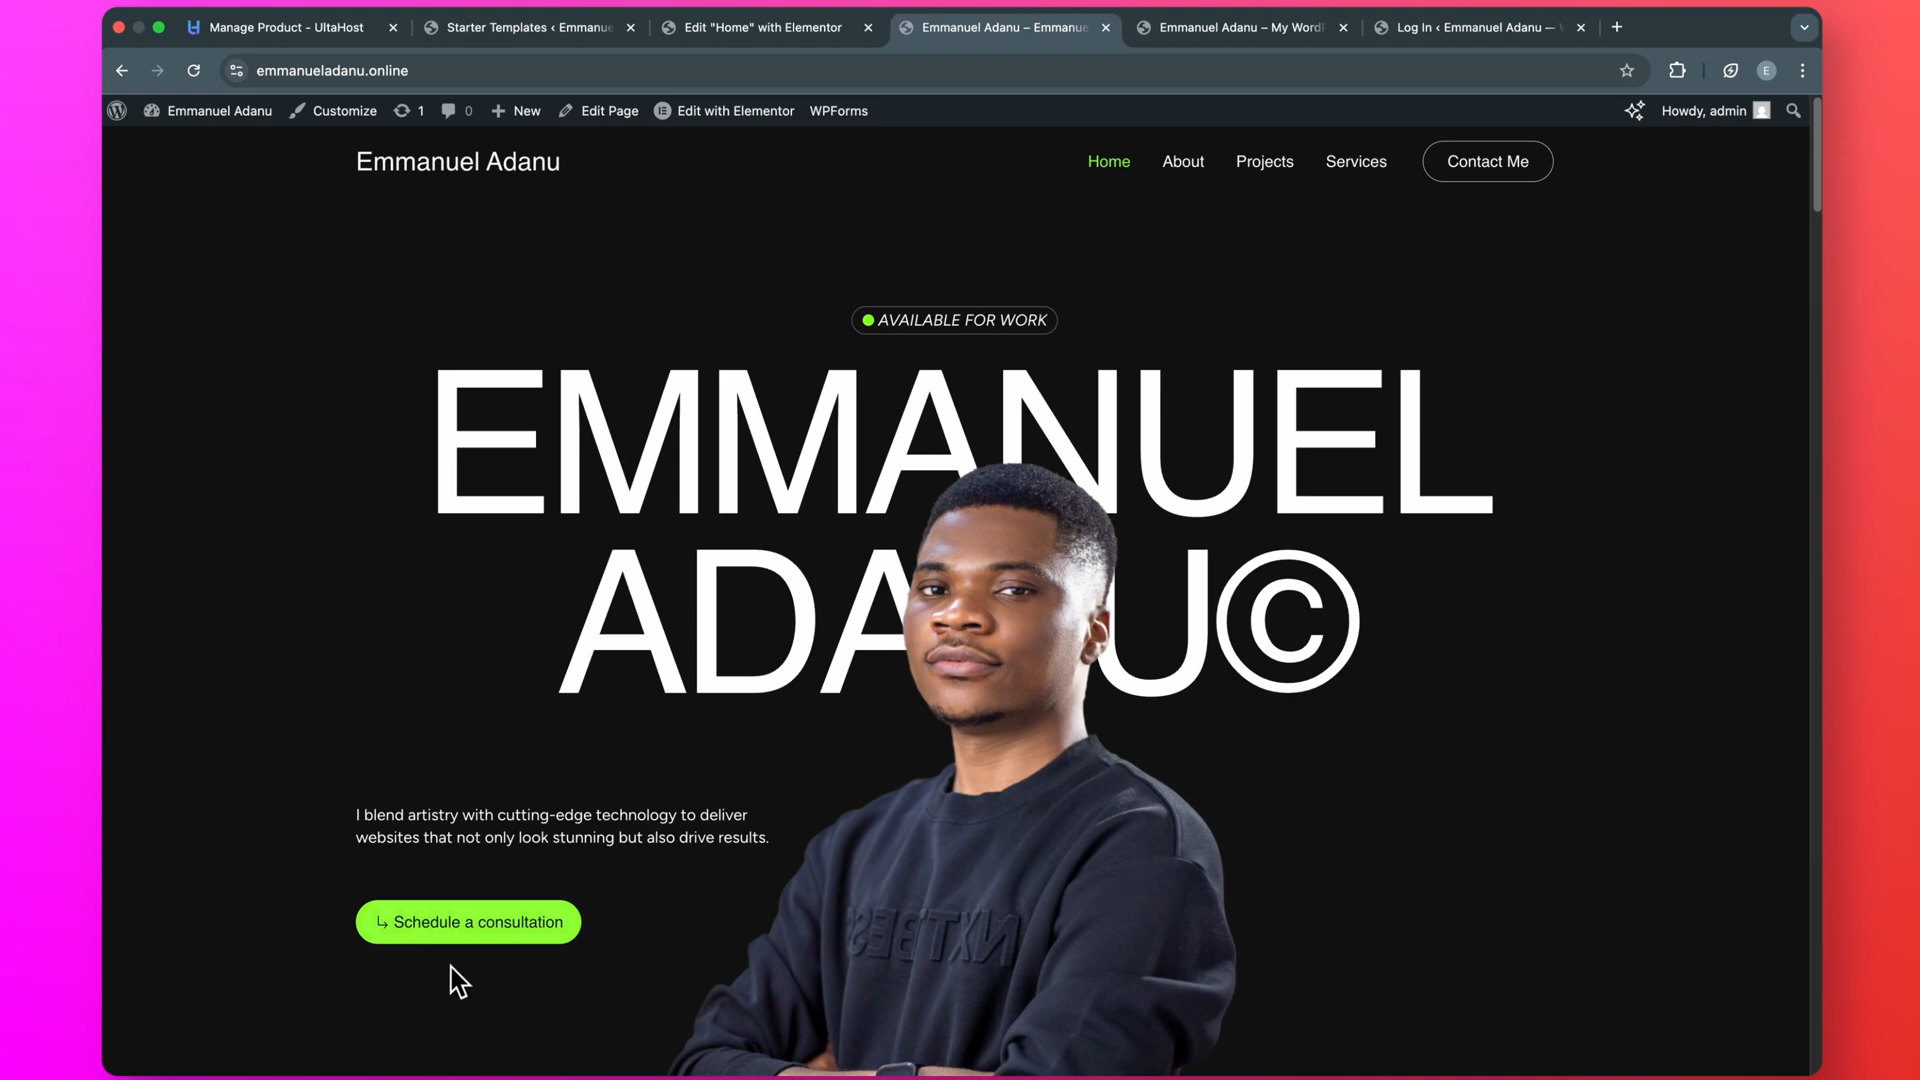 Manage Product - UltaHost
Starter Templates ‹ Emmanue
Edit "Home" with Elementor
Emmanuel Adanu – Emmanue
Emmanuel Adanu – My WordP
Log In ‹ Emmanuel Adanu —
emmanueladanu.online
E
Emmanuel Adanu
Customize
1
0
New
Edit Page
Edit with Elementor
WPForms
Howdy, admin
Emmanuel Adanu
Home
About
Projects
Services
Contact Me
AVAILABLE FOR WORK
EMMANUEL
ADA U©
I blend artistry with cutting-edge technology to deliver
websites that not only look stunning but also drive results.
↳ Schedule a consultation